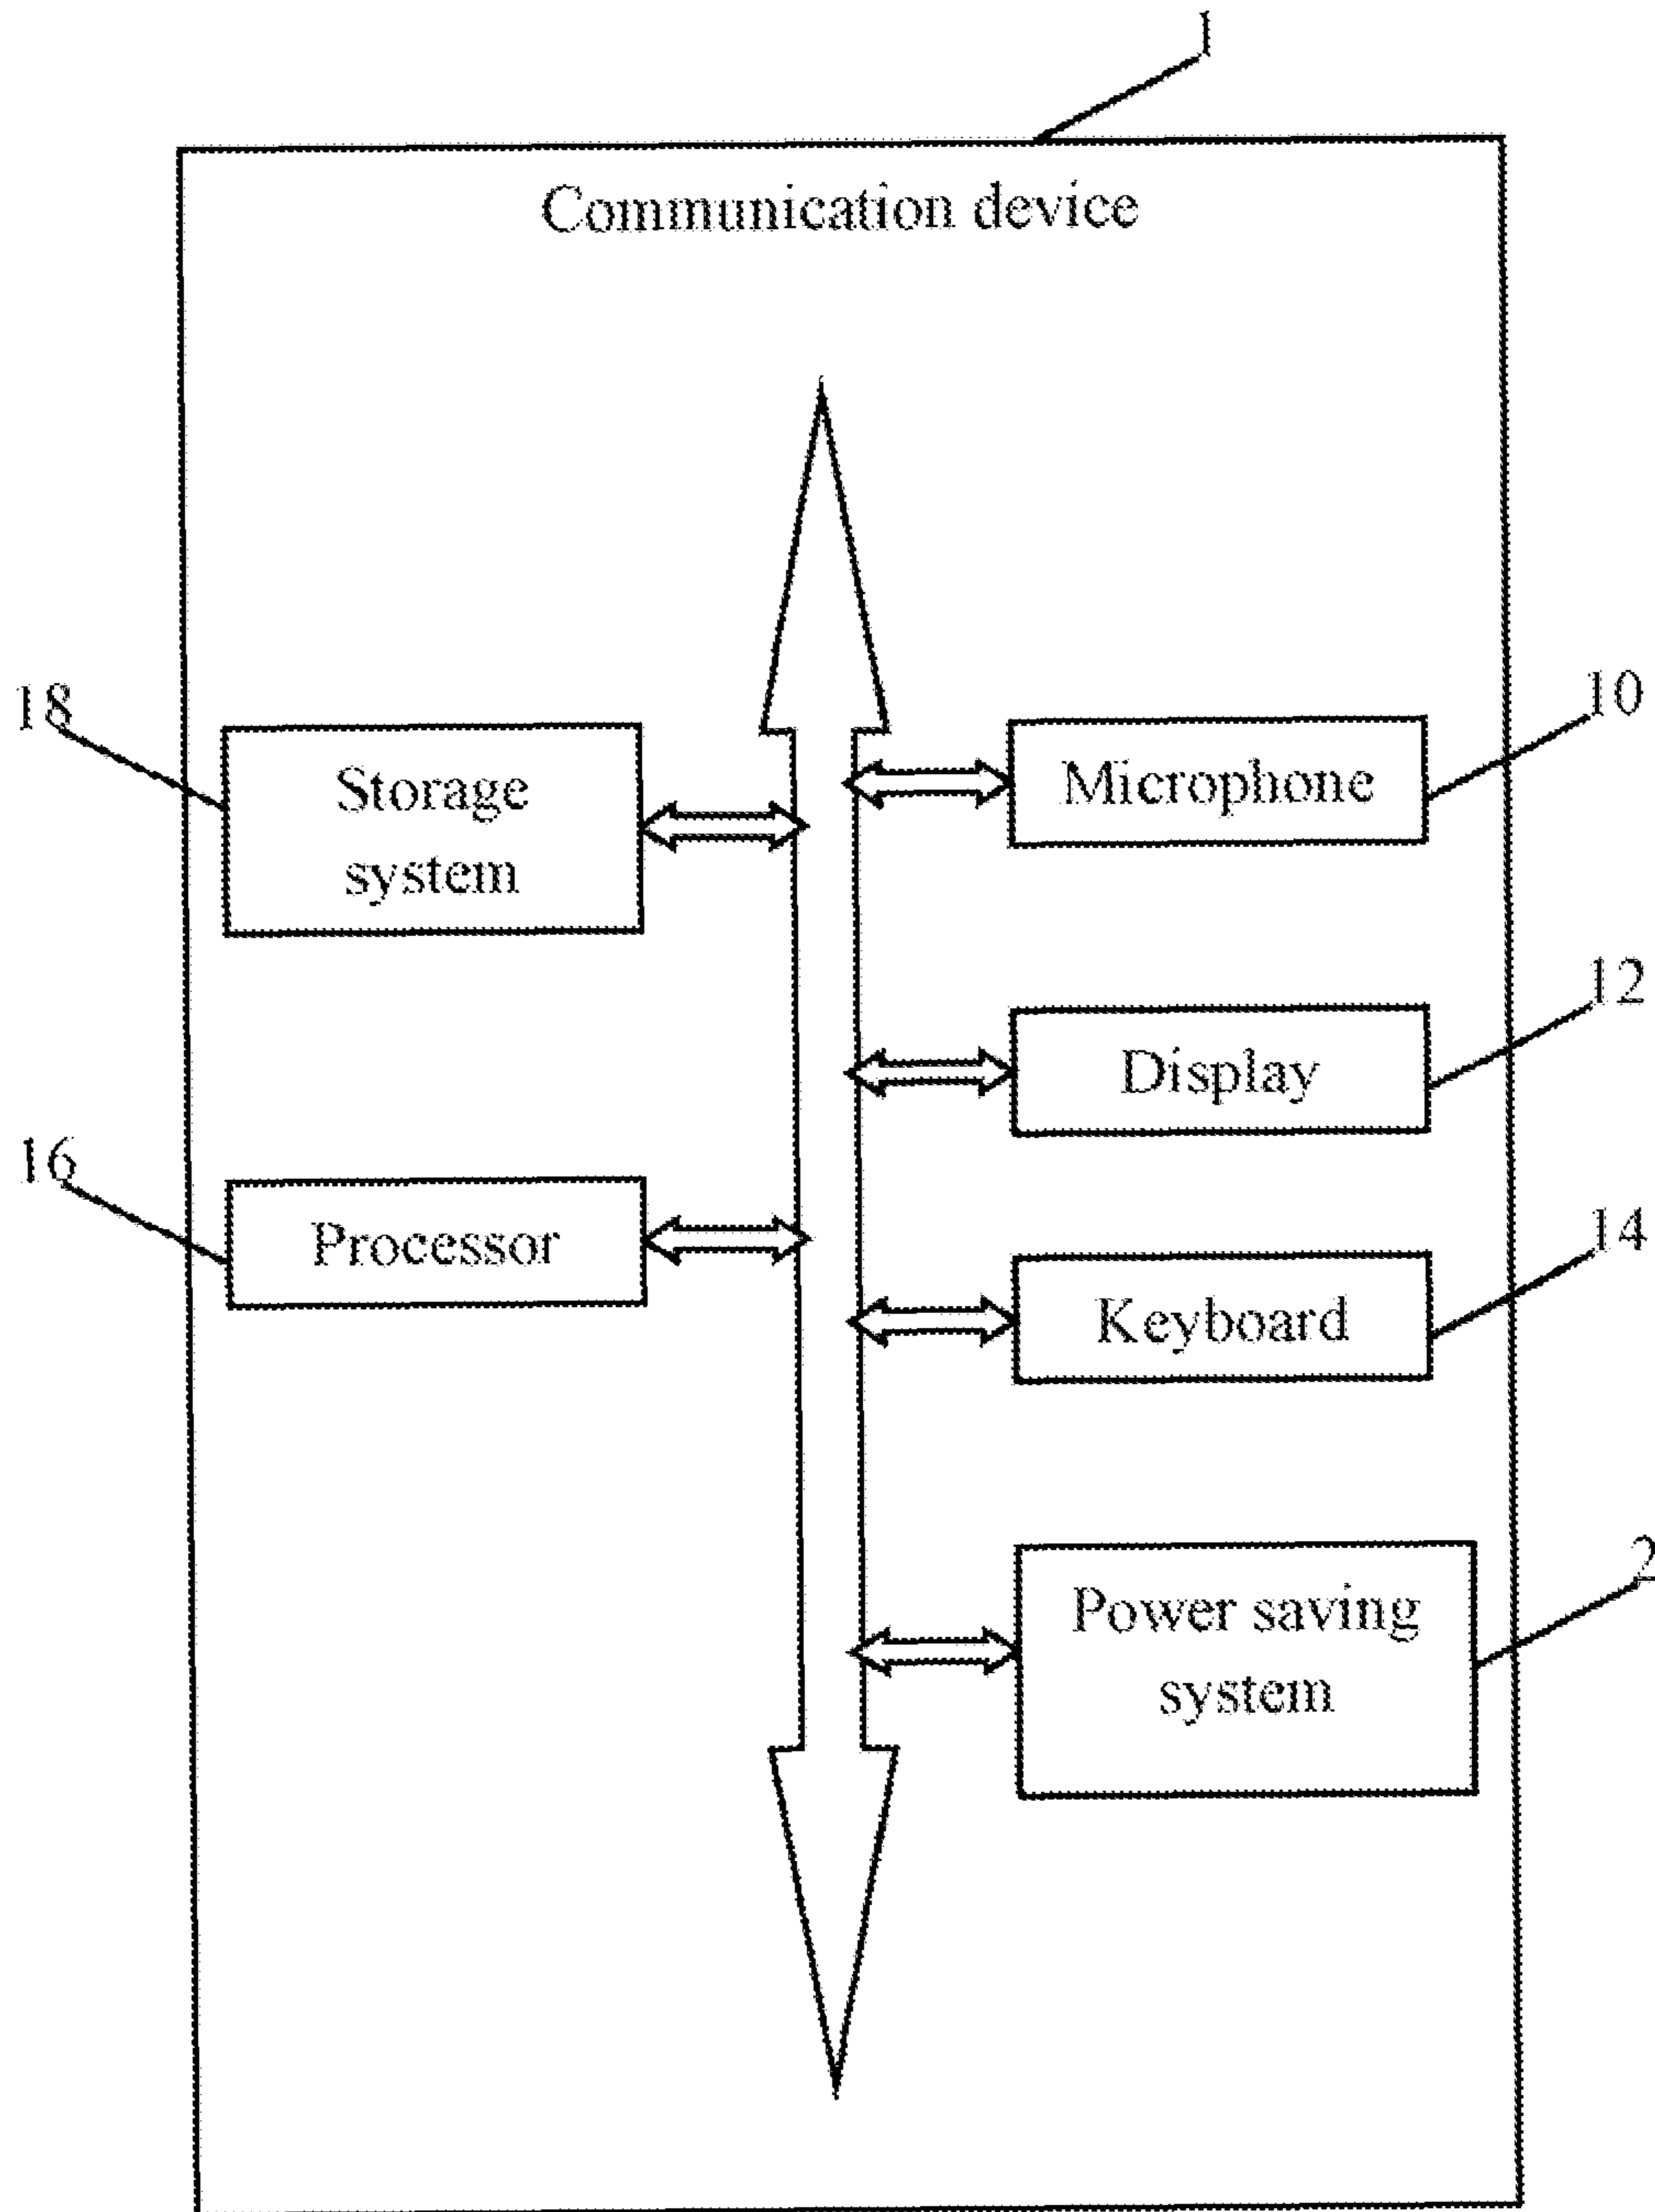 1
Communication device
18
Storage
system
10
Microphone
12
Display
16
Processor
14
Keyboard
2
Power saving
system